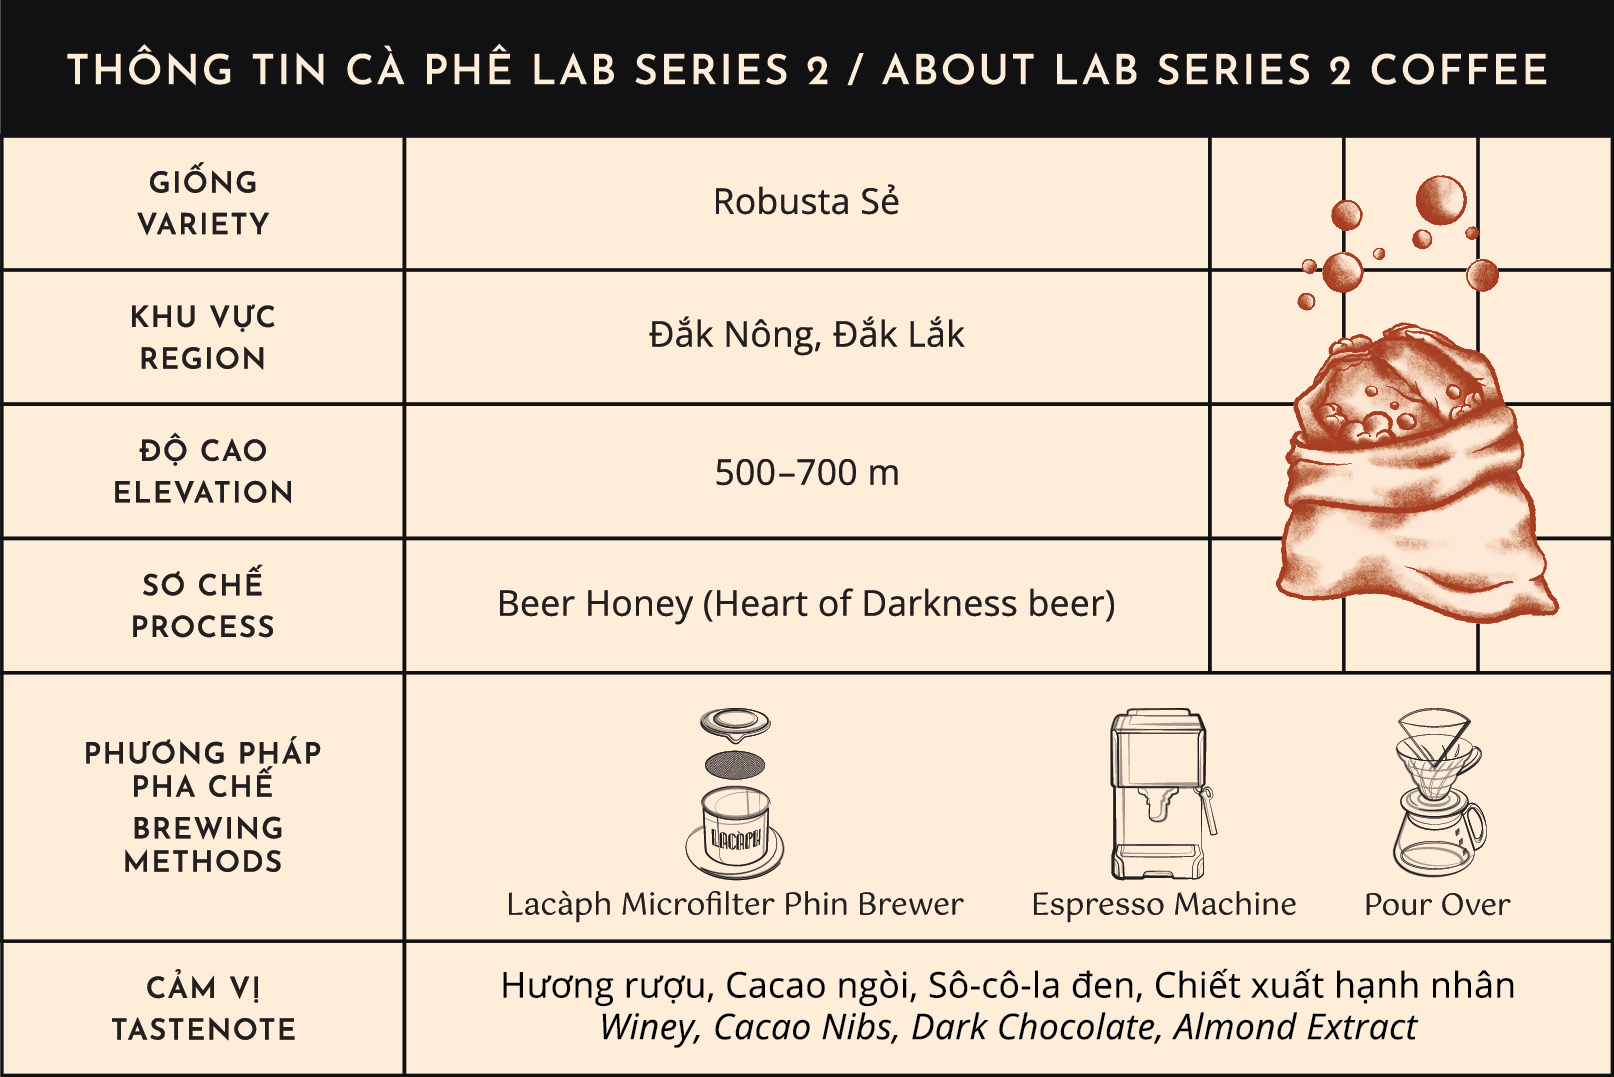 THÔNG TIN CÀ PHÊ LAB SERIES 2 / ABOUT LAB SERIES 2 COFFEE
GIỐNG
VARIETY
Robusta Sẻ
KHU VỰC
REGION
Đắk Nông, Đắk Lắk
ĐỘ CAO
ELEVATION
500–700 m
SƠ CHẾ
PROCESS
Beer Honey (Heart of Darkness beer)
PHƯƠNG PHÁP
PHA CHẾ
BREWING
METHODS
LACÀPH
Lacàph Microfilter Phin Brewer
Espresso Machine
Pour Over
CẢM VỊ
TASTENOTE
Hương rượu, Cacao ngòi, Sô-cô-la đen, Chiết xuất hạnh nhân
Winey, Cacao Nibs, Dark Chocolate, Almond Extract